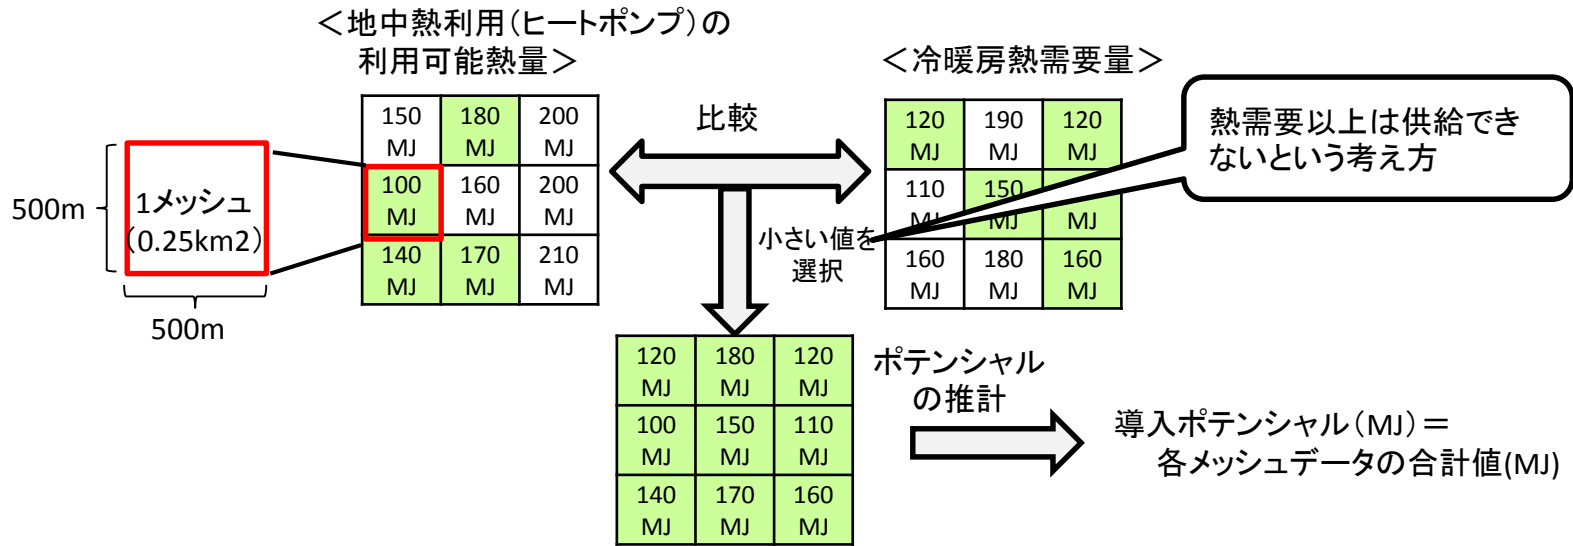 ＜地中熱利用（ヒートポンプ）の
利用可能熱量＞
＜冷暖房熱需要量＞
150 180 200
MJ MJ MJ
100 160 200
MJ MJ MJ
140 170 210
MJ MJ MJ
500m
1メッシュ
（0.25km2）
500m
比較
小さい値を
選択
120 190 120
MJ MJ MJ
110 150
MJ MJ
160 180 160
MJ MJ MJ
熱需要以上は供給でき
ないという考え方
120 180 120
MJ MJ MJ
100 150 110
MJ MJ MJ
140 170 160
MJ MJ MJ
ポテンシャル
の推計
導入ポテンシャル（MJ）＝
各メッシュデータの合計値(MJ)